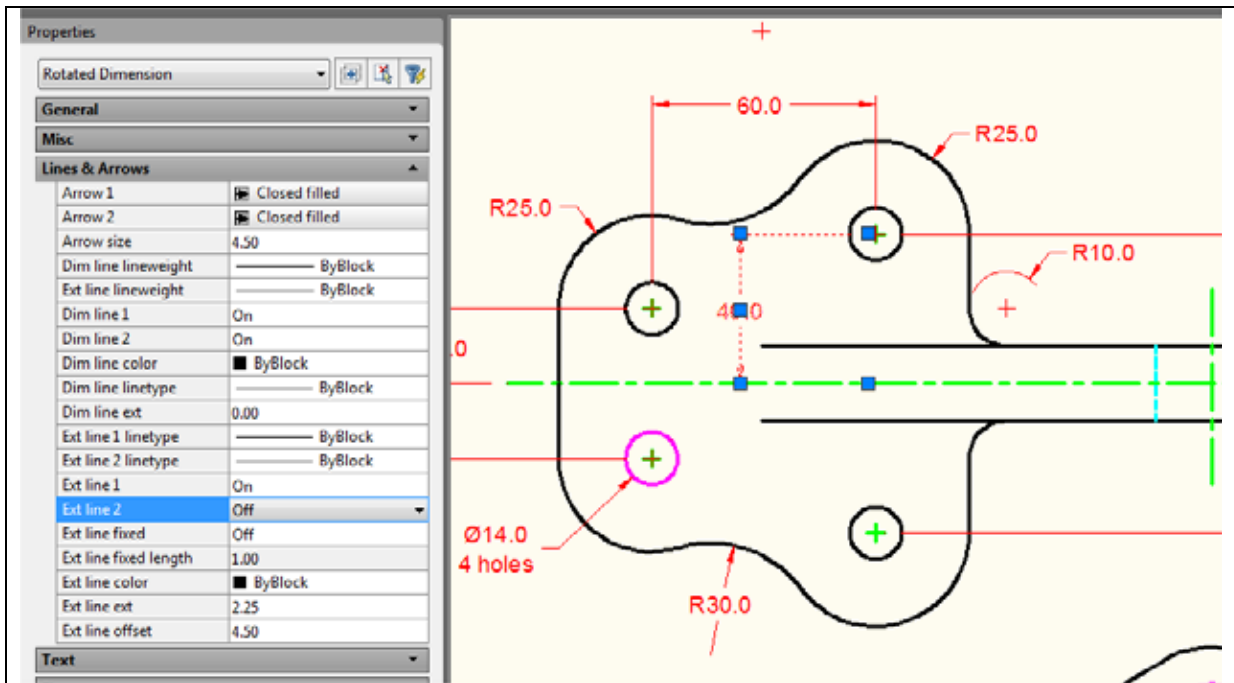 Properties
Rotated Dimension
General
Misc
Lines & Arrows
Arrow 1 Closed filled
Arrow 2 Closed filled
Arrow size 4.50
Dim line lineweight ByBlock
Ext line lineweight ByBlock
Dim line 1 On
Dim line 2 On
Dim line color ByBlock
Dim line linetype ByBlock
Dim line ext 0.00
Ext line 1 linetype ByBlock
Ext line 2 linetype ByBlock
Ext line 1 On
Ext line 2 Off
Ext line fixed Off
Ext line fixed length 1.00
Ext line color ByBlock
Ext line ext 2.25
Ext line offset 4.50
Text
60.0
R25.0
R25.0
R10.0
.0
Ø14.0
4 holes
R30.0